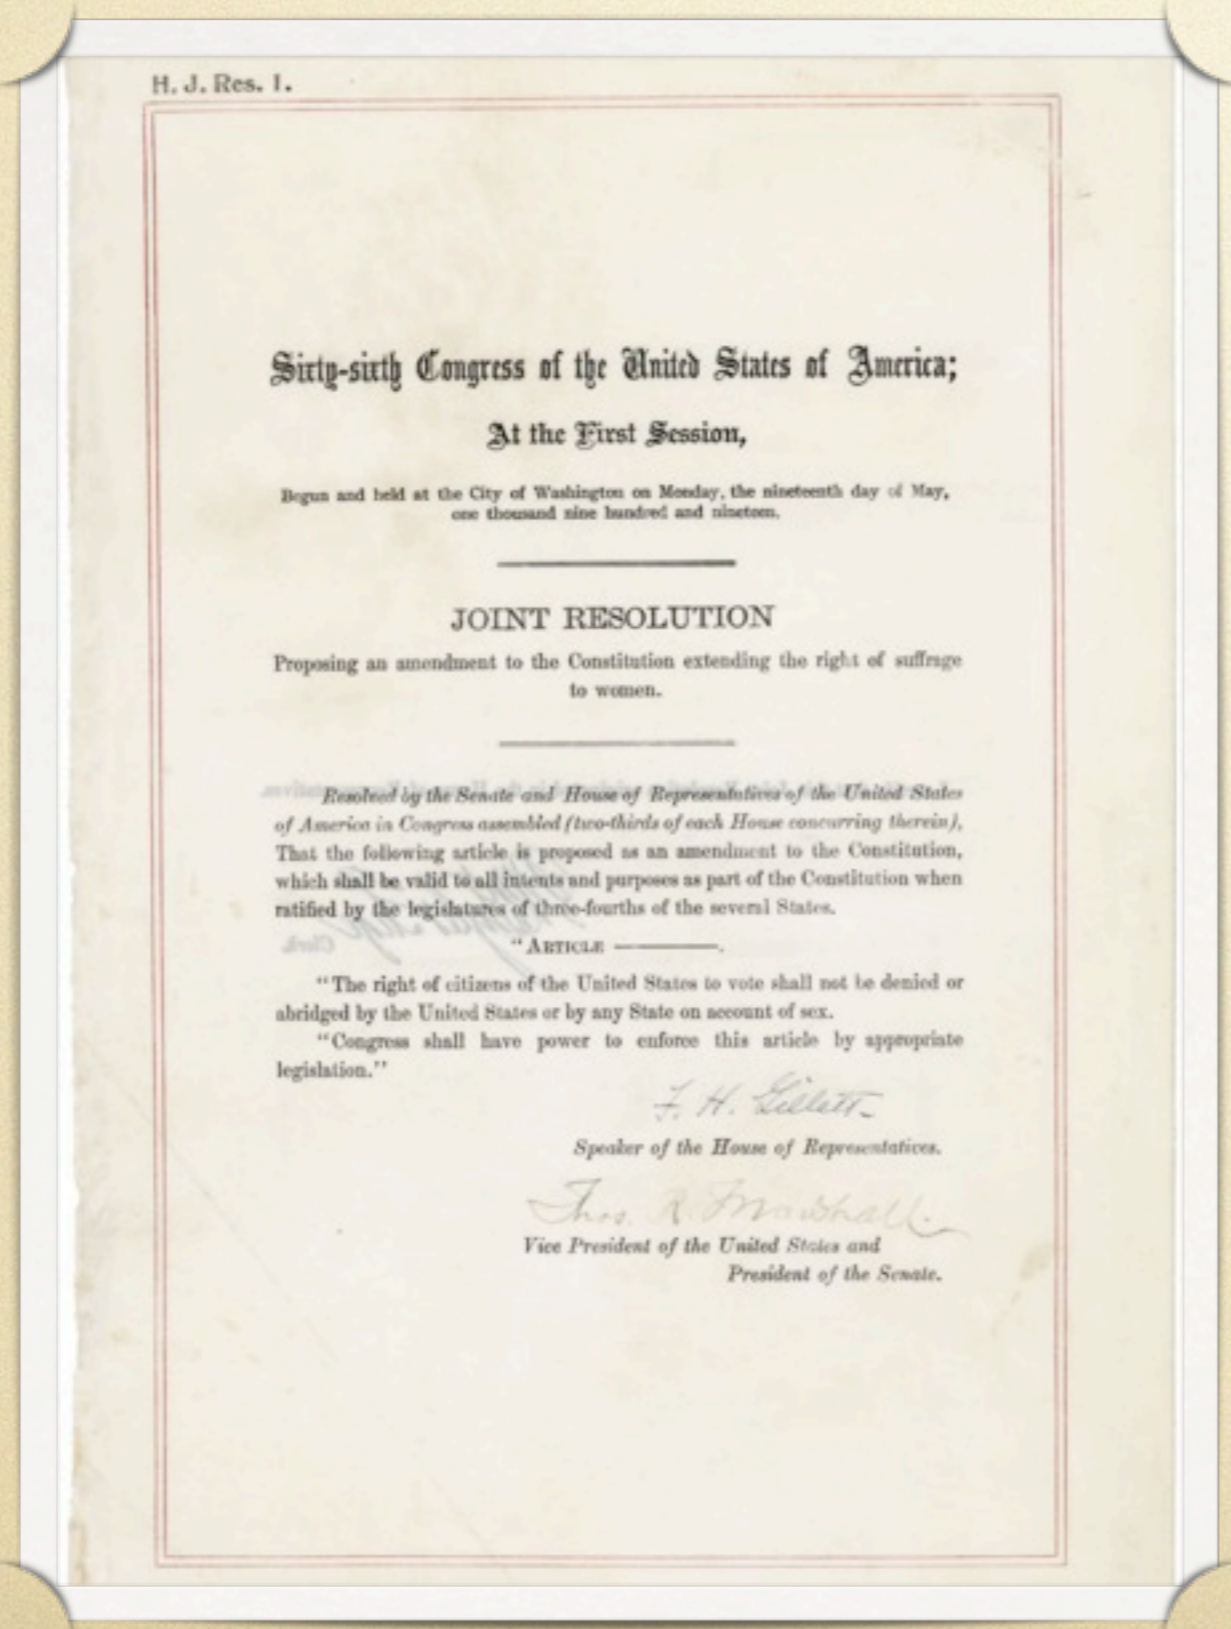 H. J. Res. 1.
Sixty-sixth Congress of the United States of America;
At the First Session,
Begun and held at the City of Washington on Monday, the nineteenth day of May,
one thousand nine hundred and nineteen.
JOINT RESOLUTION
Proposing an amendment to the Constitution extending the right of suffrage
to women.
Resolved by the Senate and House of Representatives of the United States
of America in Congress assembled (two-thirds of each House concurring therein),
That the following article is proposed as an amendment to the Constitution,
which shall be valid to all intents and purposes as part of the Constitution when
ratified by the legislatures of three-fourths of the several States.
"ARTICLE ————.
"The right of citizens of the United States to vote shall not be denied or
abridged by the United States or by any State on account of sex.
"Congress shall have power to enforce this article by appropriate
legislation."
F. H. Gillett
Speaker of the House of Representatives.
Thos. R. Marshall.
Vice President of the United States and
President of the Senate.